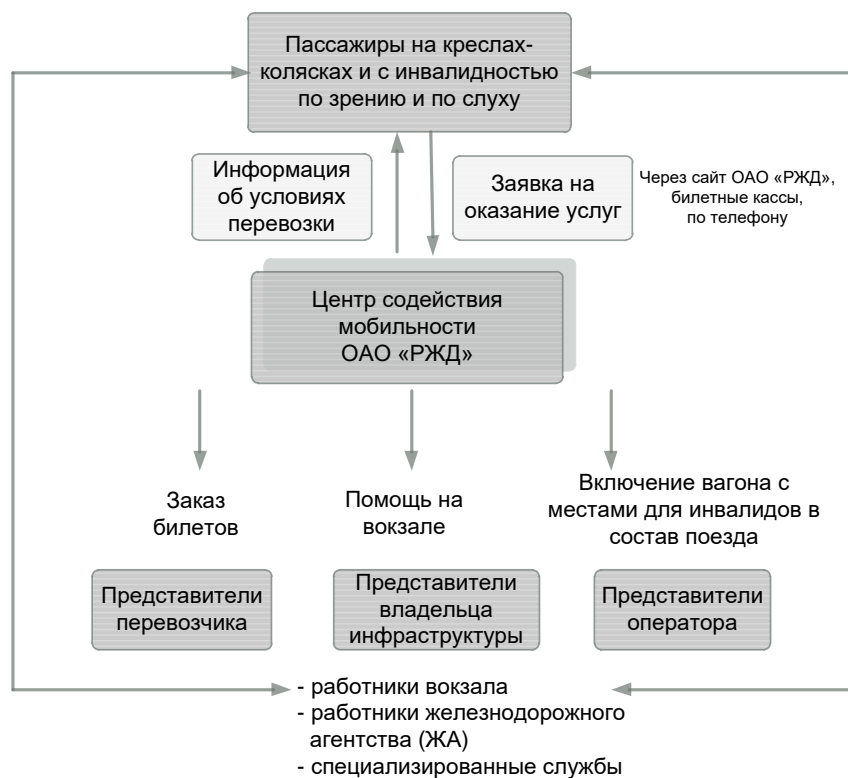 Пассажиры на креслах-
колясках и с инвалидностью
по зрению и по слуху
Информация
об условиях
перевозки
Заявка на
оказание услуг
Через сайт ОАО «РЖД»,
билетные кассы,
по телефону
Центр содействия
мобильности
ОАО «РЖД»
Заказ
билетов
Помощь на
вокзале
Включение вагона с
местами для инвалидов в
состав поезда
Представители
перевозчика
Представители
владельца
инфраструктуры
Представители
оператора
- работники вокзала
- работники железнодорожного
агентства (ЖА)
- специализированные службы